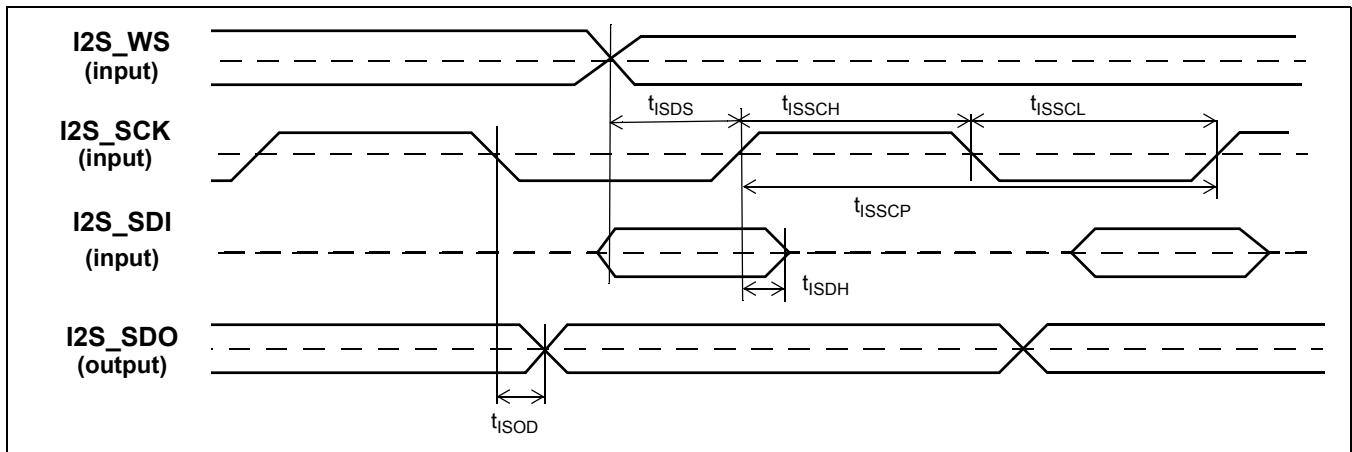 I2S_WS
(input)
tISDS
tISSCH
tISSCL
I2S_SCK
(input)
tISSCP
I2S_SDI
(input)
tISDH
I2S_SDO
(output)
tISOD